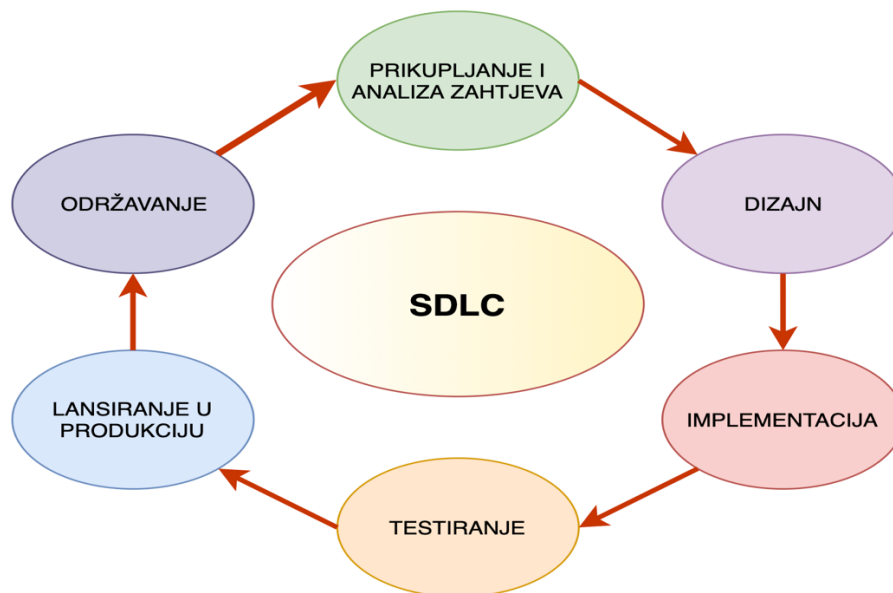 PRIKUPLJANJE I
ANALIZA ZAHTJEVA
ODRŽAVANJE
DIZAJN
SDLC
LANSIRANJE U
PRODUKCIJU
IMPLEMENTACIJA
TESTIRANJE